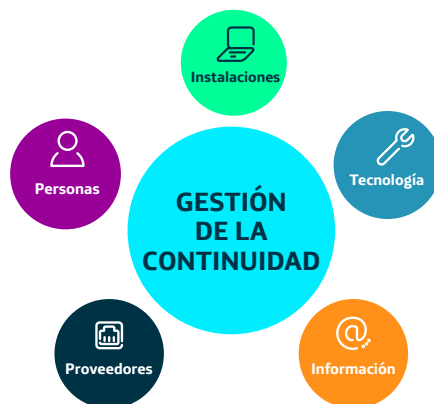 Instalaciones
Personas
Tecnología
GESTIÓN
DE LA
CONTINUIDAD
Proveedores
Información